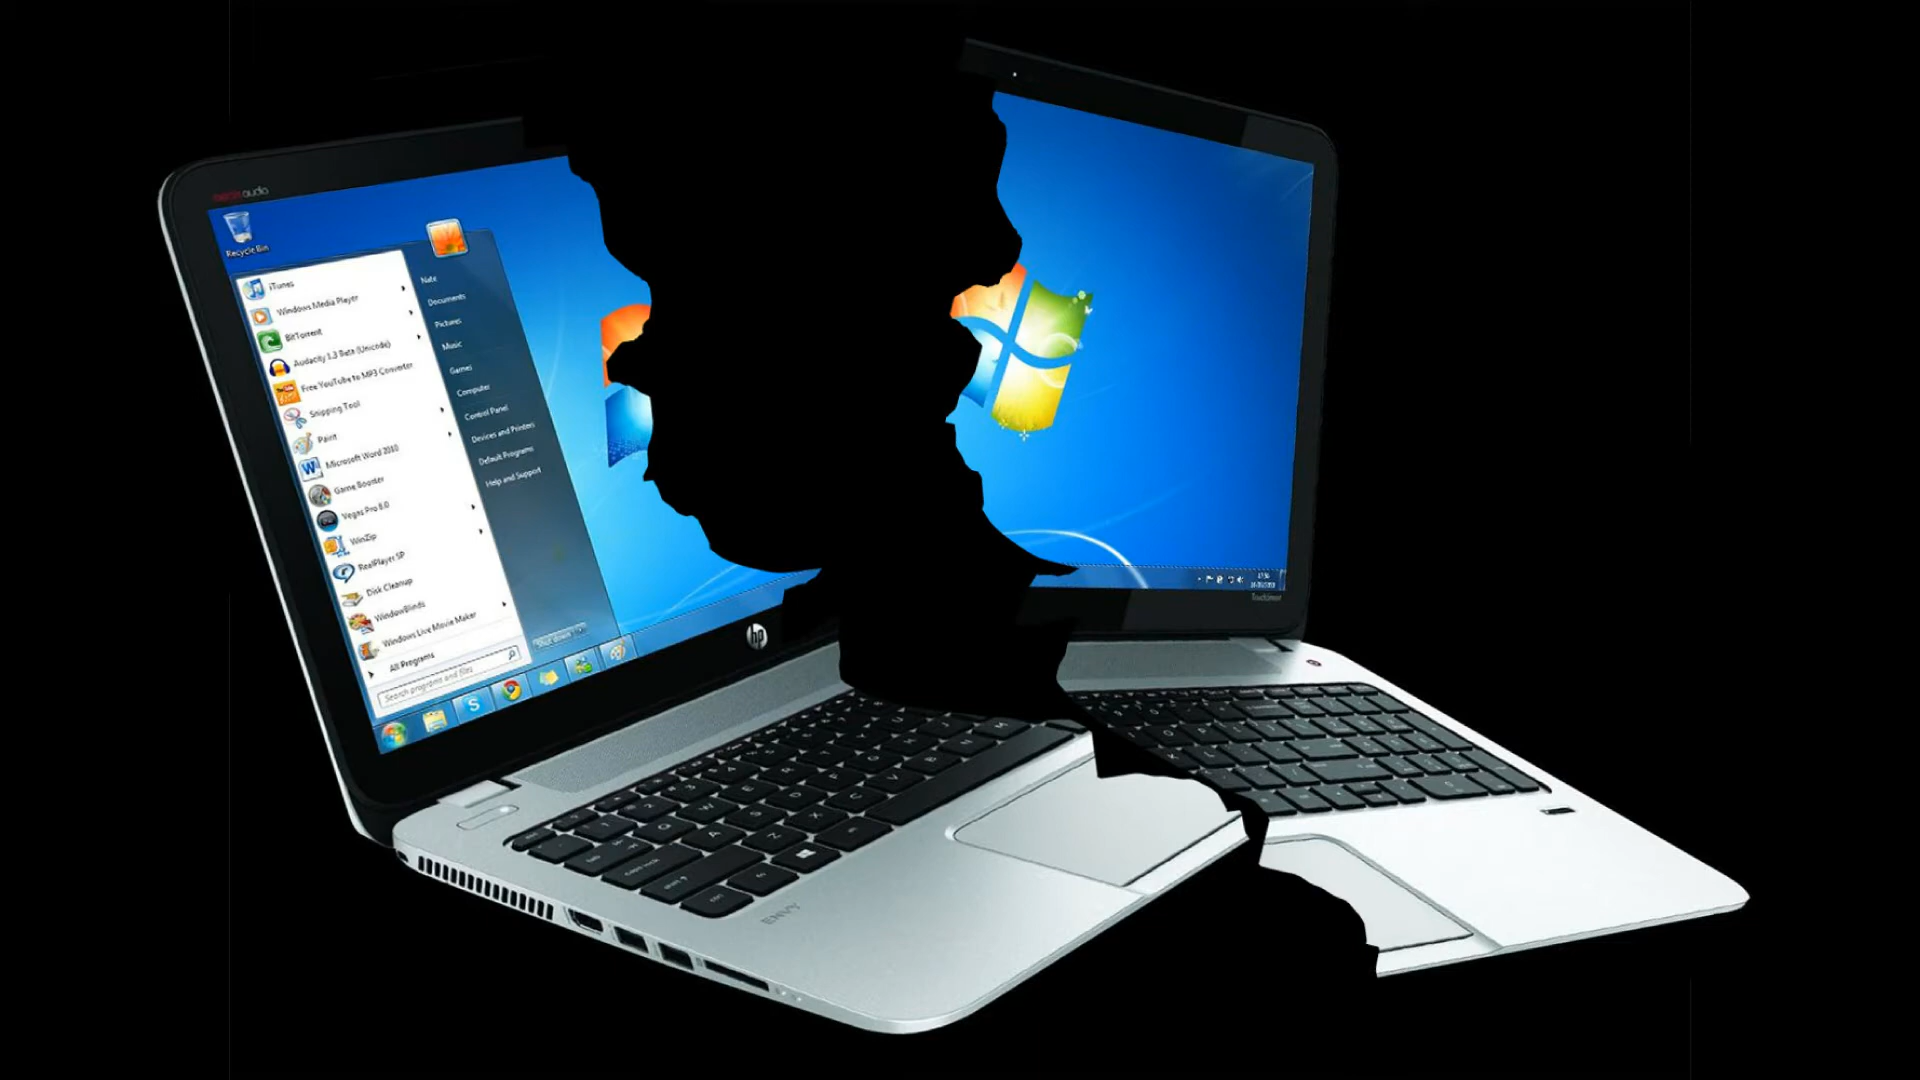 beats audio
Recycle Bin
iTunes
Windows Media Player
BitTorrent
Audacity 1.3 Beta (Unicode)
Free YouTube to MP3 Converter
Snipping Tool
Paint
Microsoft Word 2010
Game Booster
Vegas Pro 8.0
WinZip
RealPlayer SP
Disk Cleanup
WindowBlinds
Windows Live Movie Maker
All Programs
Search programs and files
Nate
Documents
Pictures
Music
Games
Computer
Control Panel
Devices and Printers
Default Programs
Help and Support
Shut down
hp
TouchSmart
ENVY